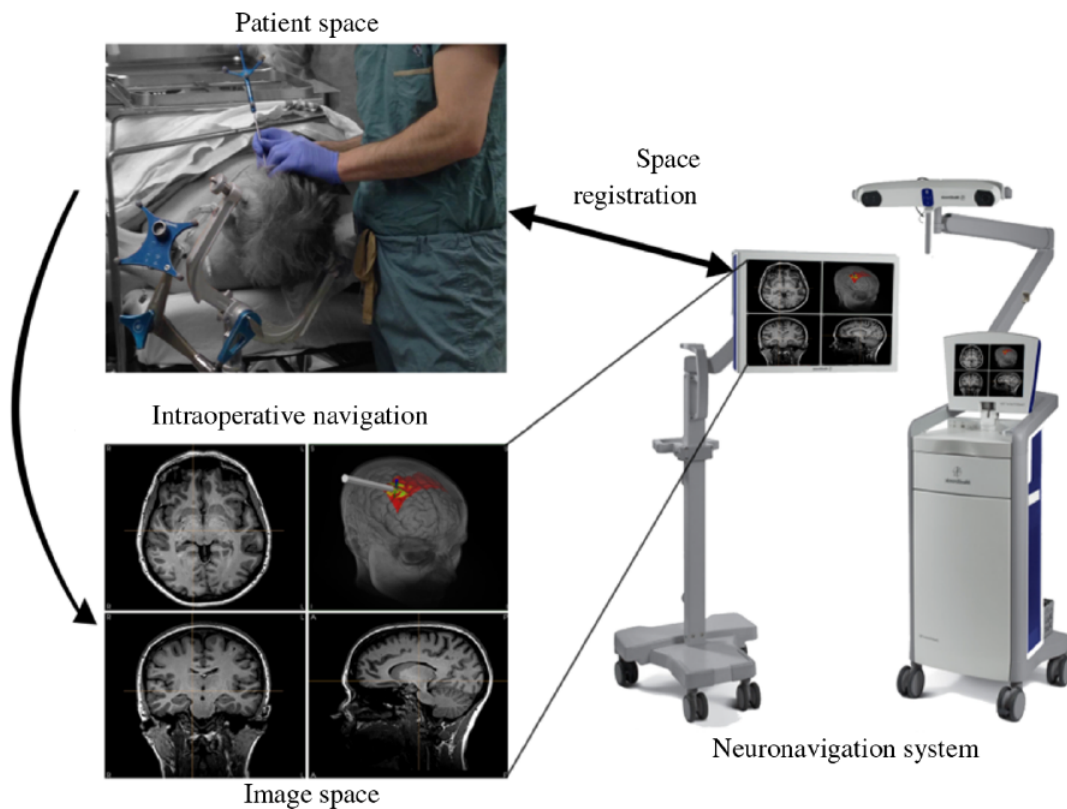 Patient space
Space
registration
Intraoperative navigation
R
L
S
R
L
A
P
Image space
Neuronavigation system